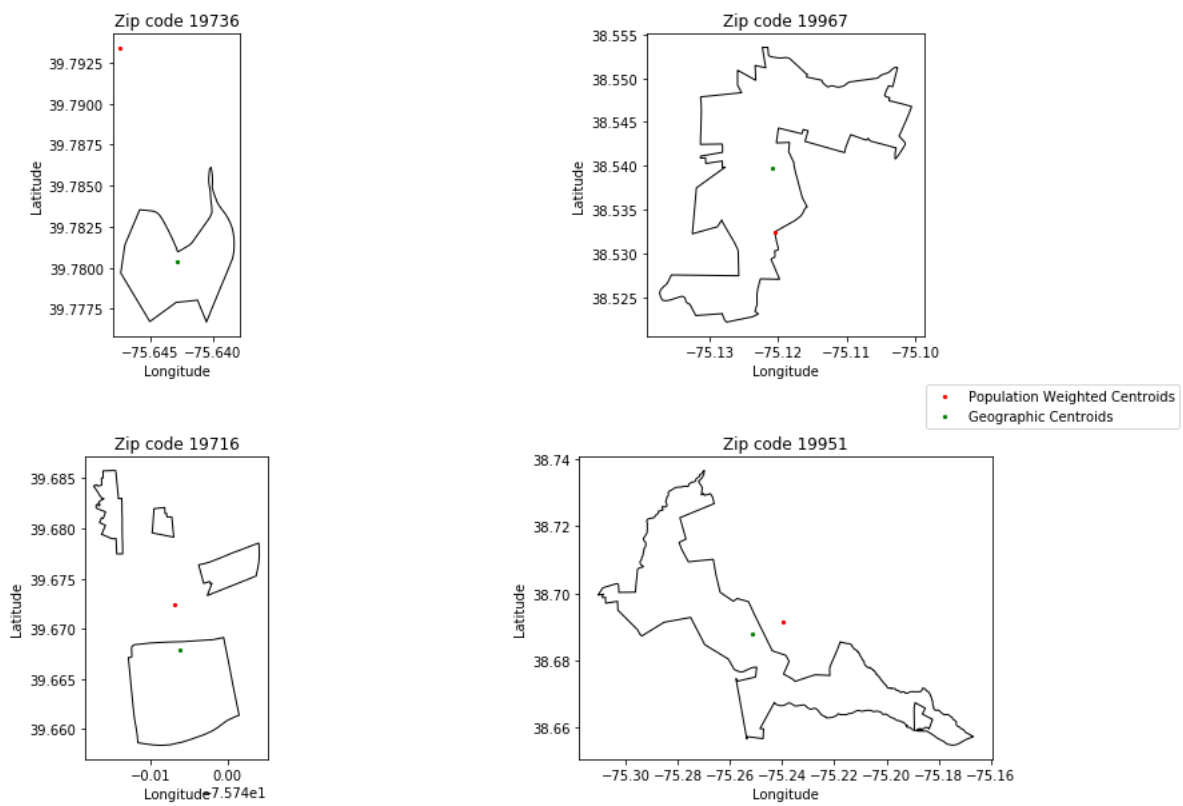 Zip code 19736
39.7925
39.7900
39.7875
39.7850
39.7825
39.7800
39.7775
Latitude
−75.645 −75.640
Longitude
Zip code 19967
38.555
38.550
38.545
38.540
38.535
38.530
38.525
Latitude
−75.13 −75.12 −75.11 −75.10
Longitude
Population Weighted Centroids
Geographic Centroids
Zip code 19716
39.685
39.680
39.675
39.670
39.665
39.660
Latitude
−0.01 0.00
Longitude −7.574e1
Zip code 19951
38.74
38.72
38.70
38.68
38.66
Latitude
−75.30 −75.28 −75.26 −75.24 −75.22 −75.20 −75.18 −75.16
Longitude